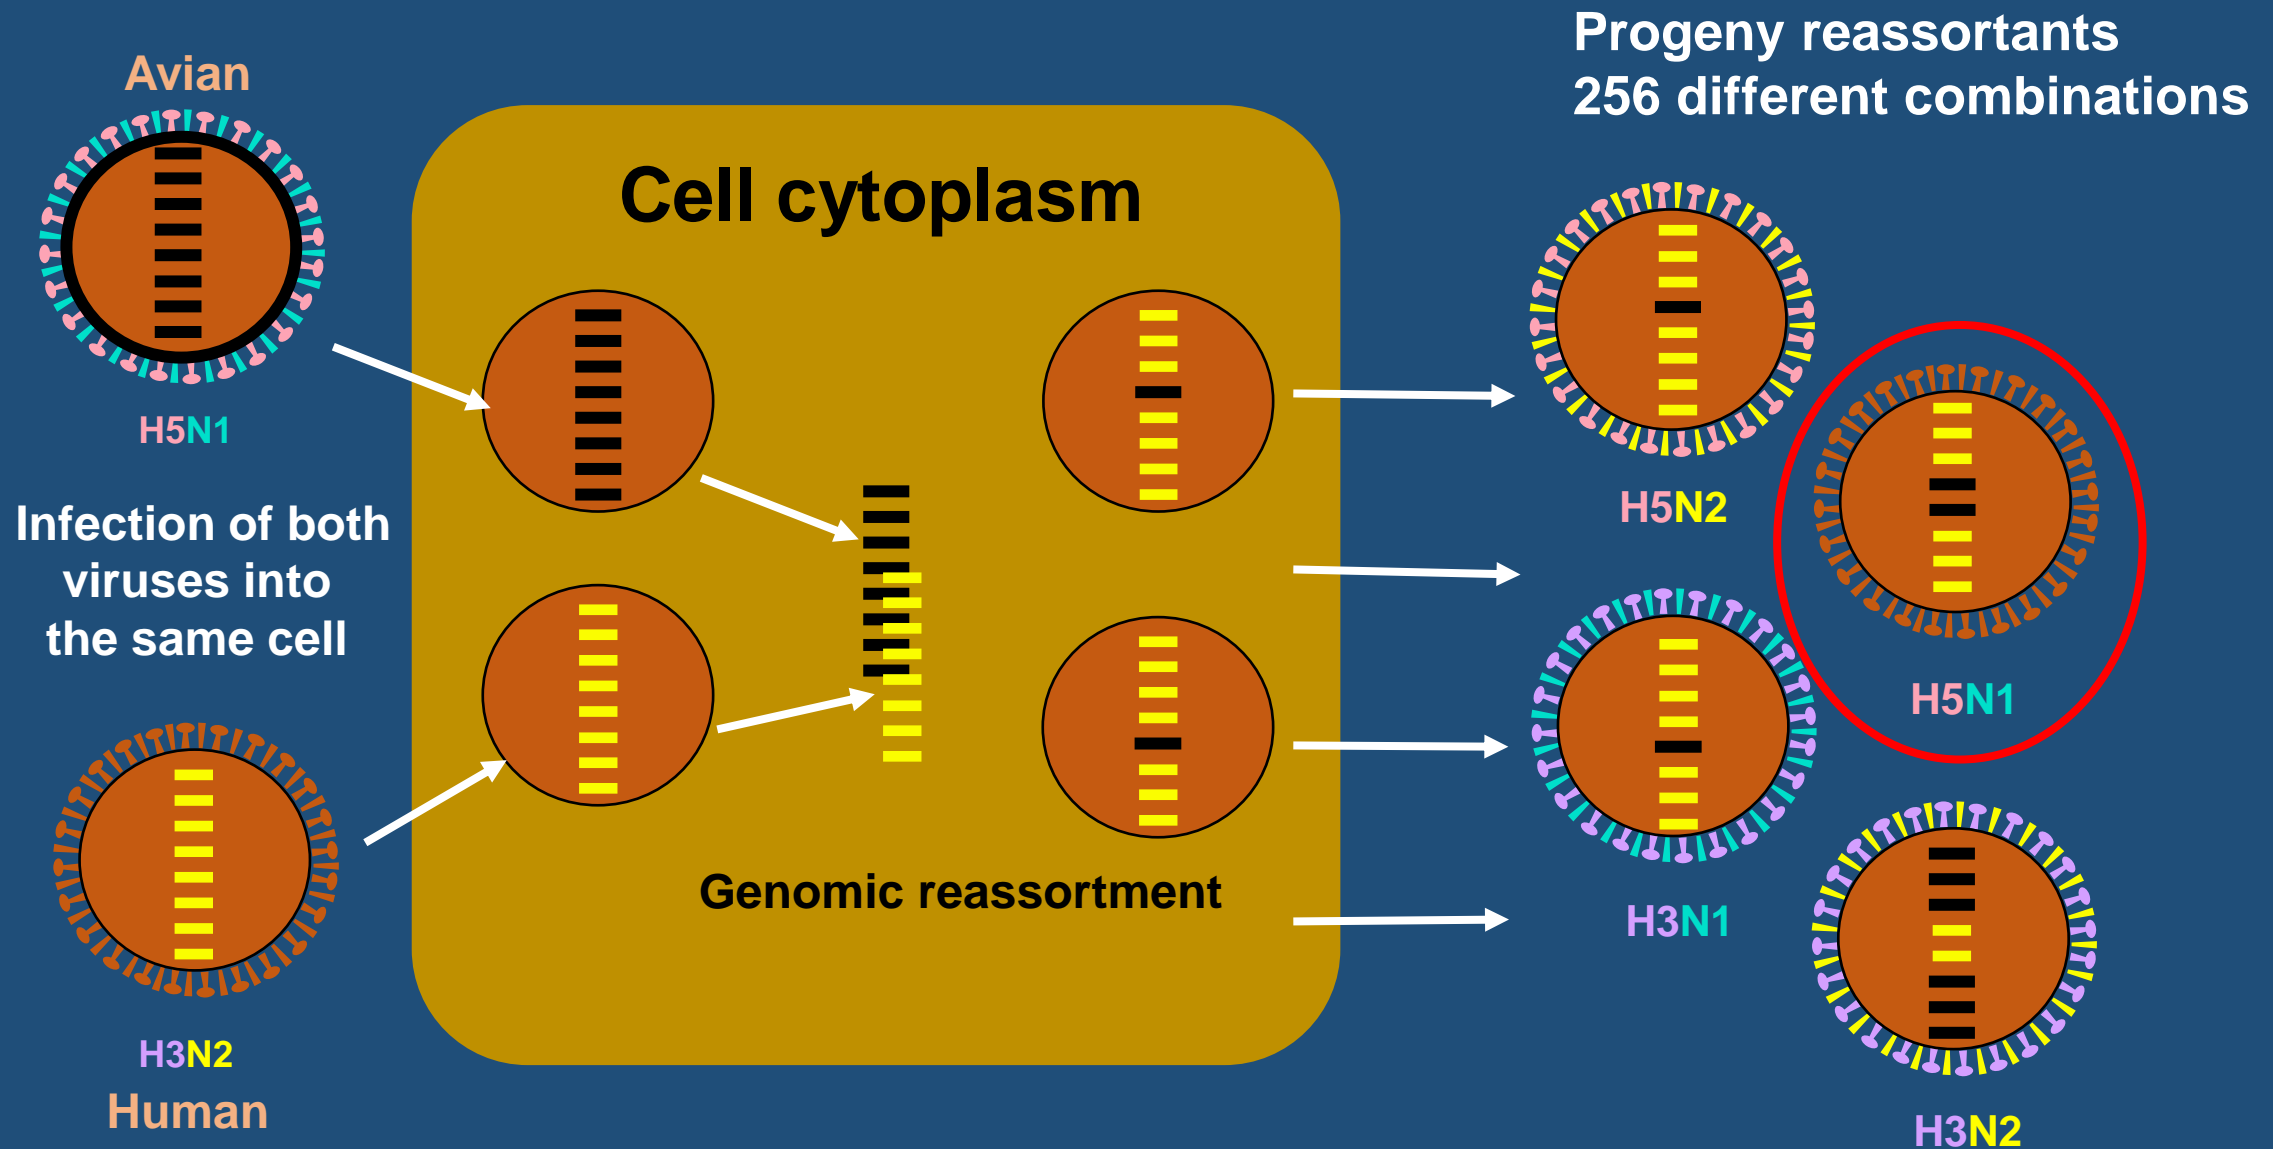 Avian
H5N1
Infection of both
viruses into
the same cell
H3N2
Human
Cell cytoplasm
Genomic reassortment
Progeny reassortants
256 different combinations
H5N2
H5N1
H3N1
H3N2